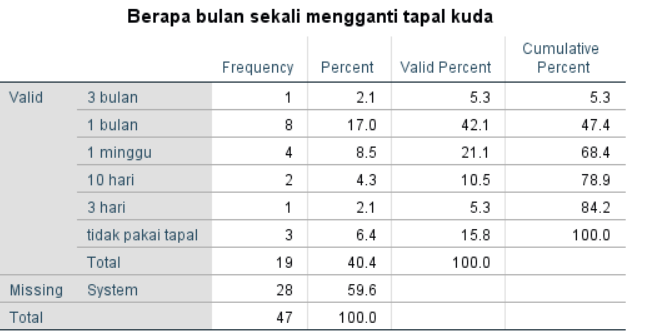 Berapa bulan sekali mengganti tapal kuda
Frequency Percent Valid Percent Cumulative Percent
Valid 3 bulan 1 2.1 5.3 5.3
1 bulan 8 17.0 42.1 47.4
1 minggu 4 8.5 21.1 68.4
10 hari 2 4.3 10.5 78.9
3 hari 1 2.1 5.3 84.2
tidak pakai tapal 3 6.4 15.8 100.0
Total 19 40.4 100.0
Missing System 28 59.6
Total 47 100.0